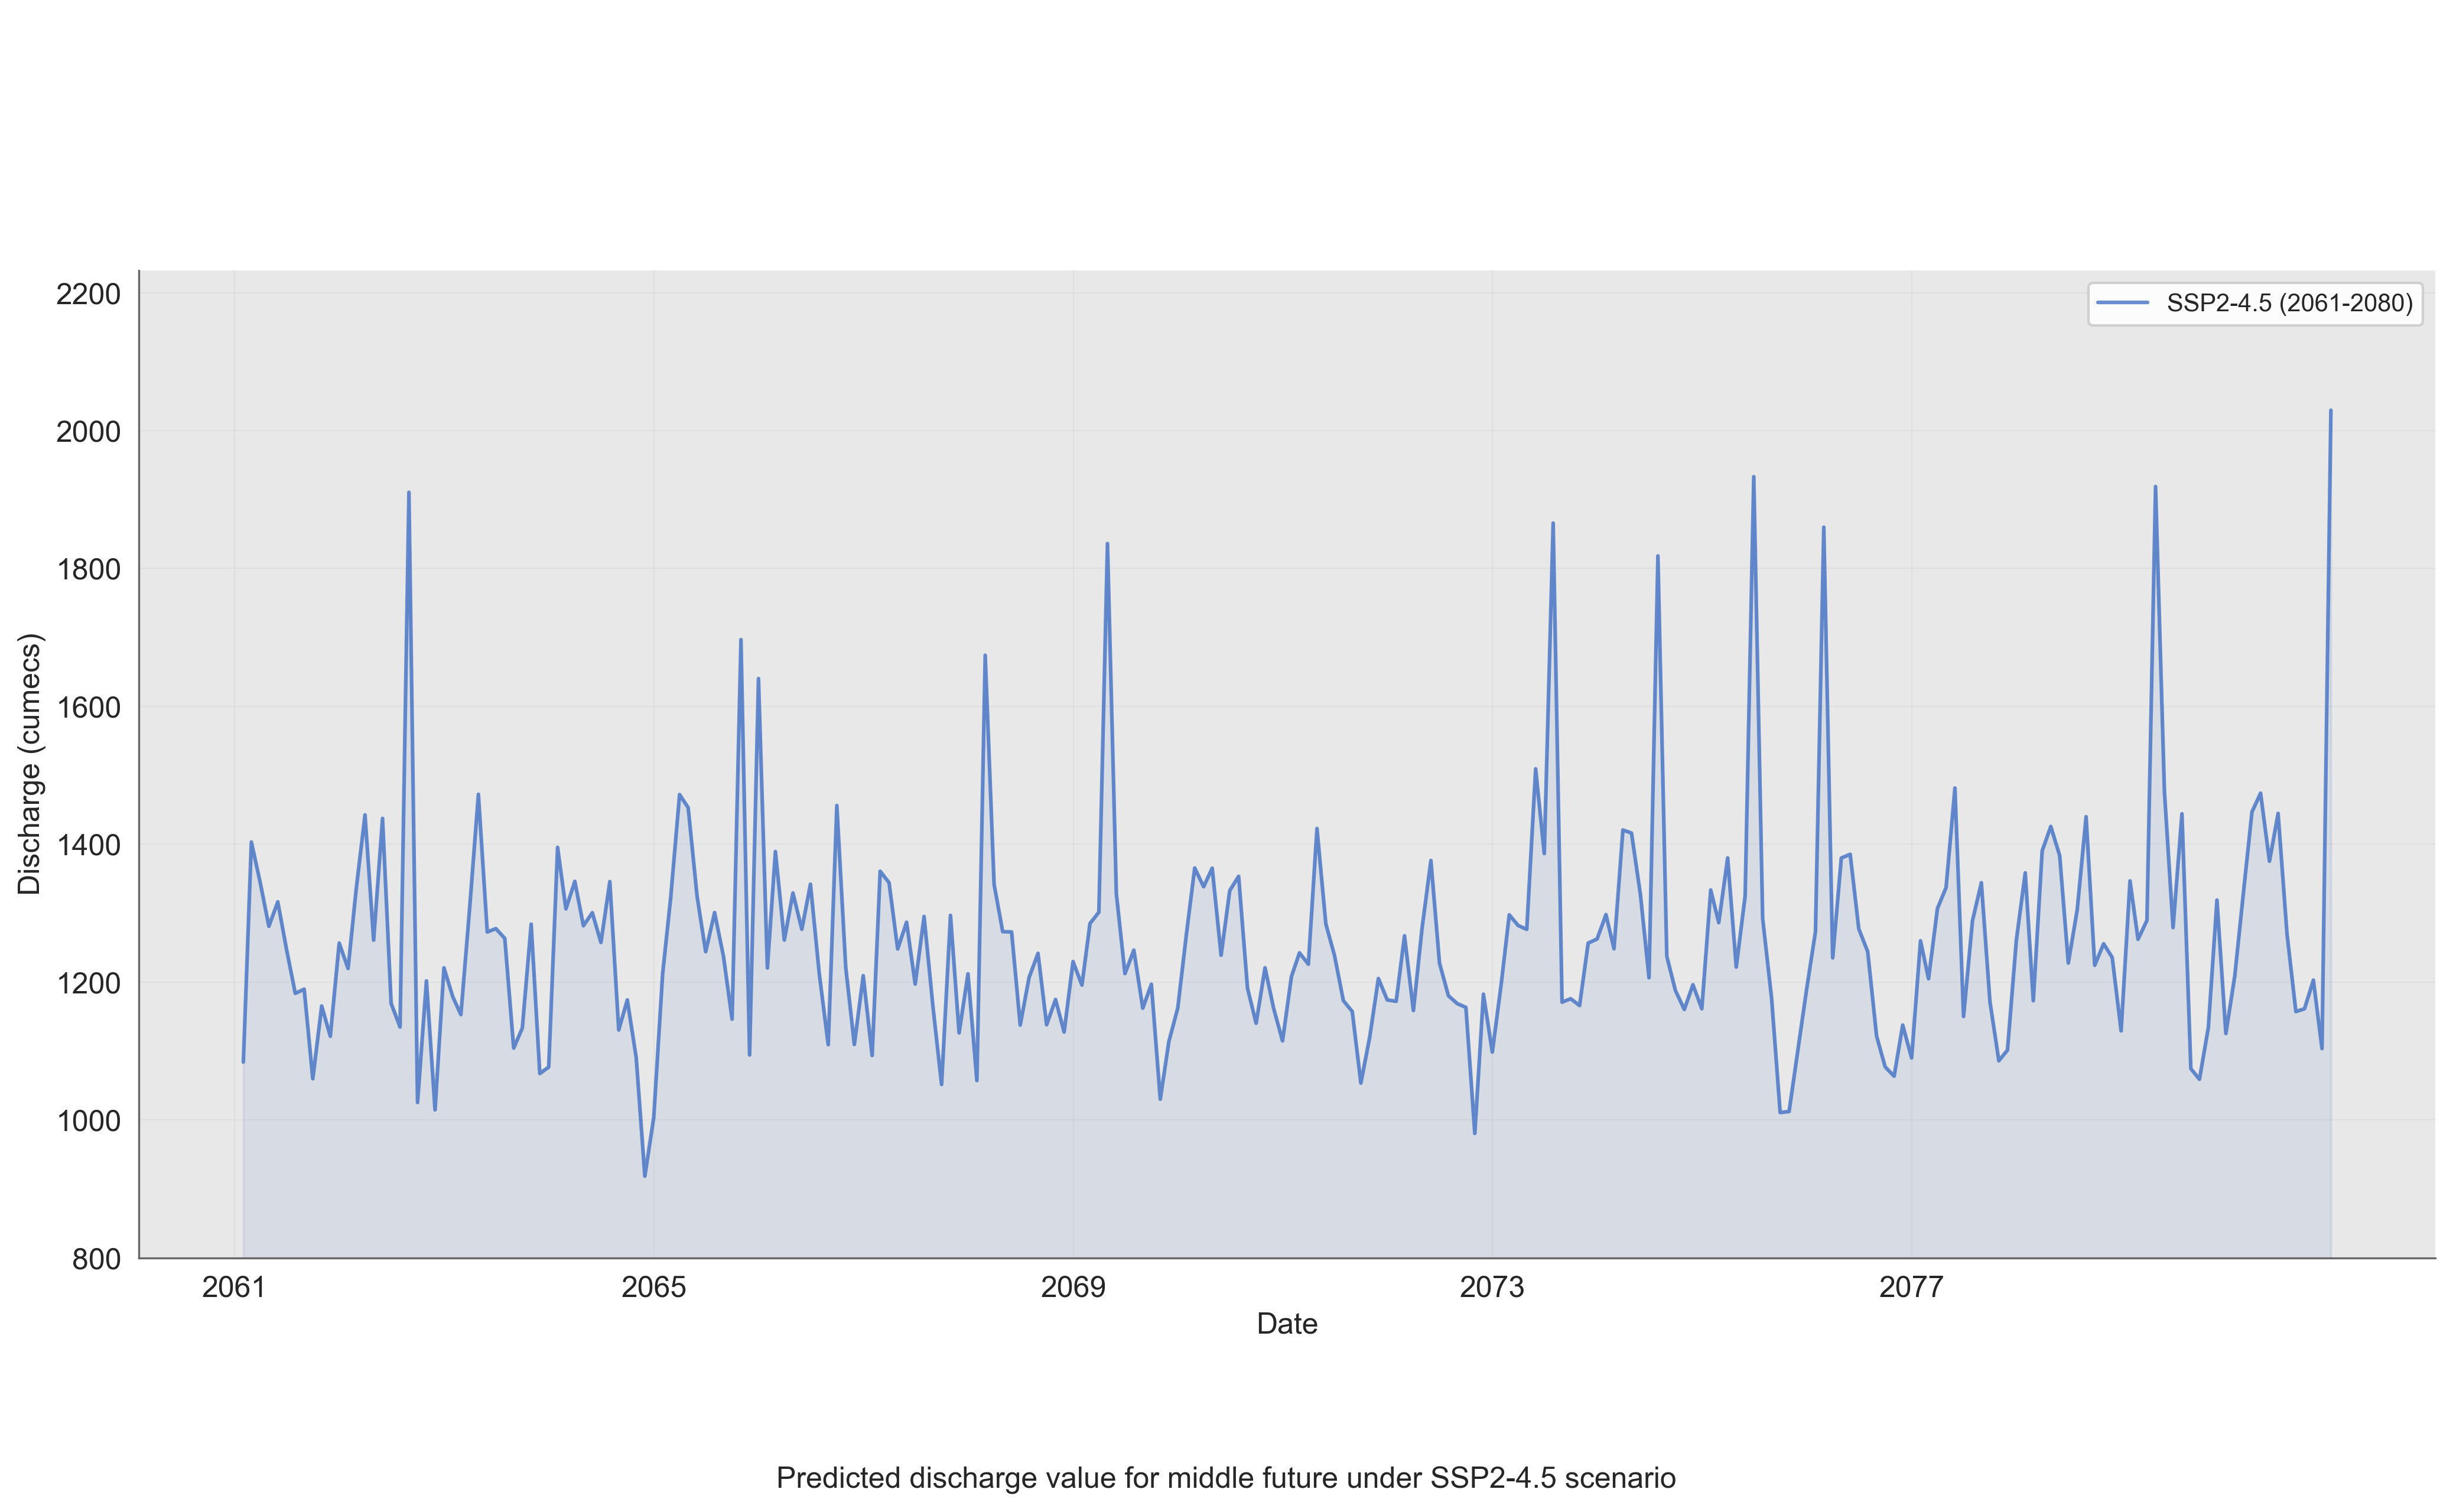 2200
2000
1800
1600
1400
1200
1000
800
Discharge (cumecs)
SSP2-4.5 (2061-2080)
2061 2065 2069 2073 2077
Date
Predicted discharge value for middle future under SSP2-4.5 scenario